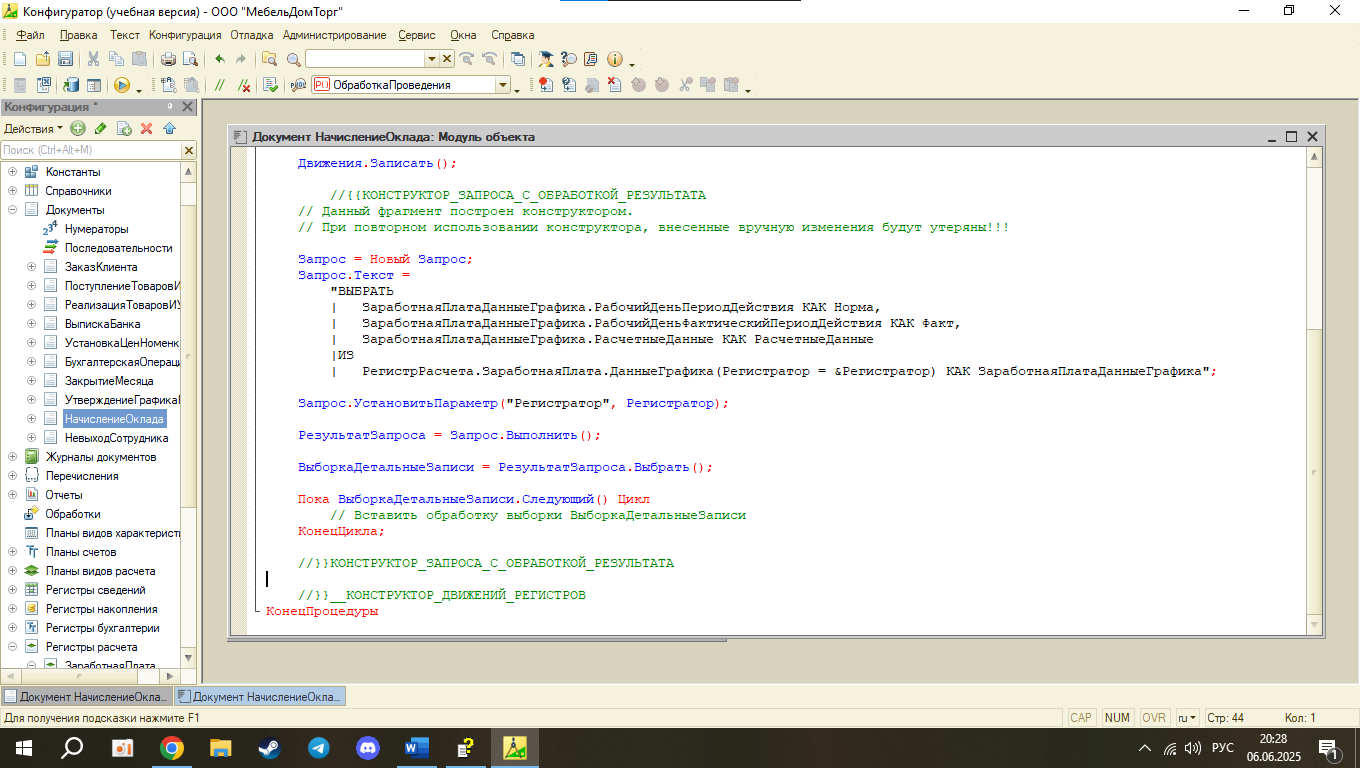 Конфигуратор (учебная версия) - ООО "МебельДомТорг"
Файл Правка Текст Конфигурация Отладка Администрирование Сервис Окна Справка
ОбработкаПроведения
Конфигурация *
Действия
Поиск (Ctrl+Alt+M)
Константы
Справочники
Документы
Нумераторы
Последовательности
ЗаказКлиента
ПоступлениеТоваровИ
РеализацияТоваровИУ
ВыпискаБанка
УстановкаЦенНоменк
БухгалтерскаяОпераци
ЗакрытиеМесяца
УтверждениеГрафика
НачислениеОклада
НевыходСотрудника
Журналы документов
Перечисления
Отчеты
Обработки
Планы видов характерист
Планы счетов
Планы видов расчета
Регистры сведений
Регистры накопления
Регистры бухгалтерии
Регистры расчета
ЗаработнаяПлата
Документ НачислениеОклада: Модуль объекта
Движения.Записать();
//{{КОНСТРУКТОР_ЗАПРОСА_С_ОБРАБОТКОЙ_РЕЗУЛЬТАТА
// Данный фрагмент построен конструктором.
// При повторном использовании конструктора, внесенные вручную изменения будут утеряны!!!
Запрос = Новый Запрос;
Запрос.Текст =
"ВЫБРАТЬ
| ЗаработнаяПлатаДанныеГрафика.РабочийДеньПериодДействия КАК Норма,
| ЗаработнаяПлатаДанныеГрафика.РабочийДеньФактическийПериодДействия КАК Факт,
| ЗаработнаяПлатаДанныеГрафика.РасчетныеДанные КАК РасчетныеДанные
|ИЗ
| РегистрРасчета.ЗаработнаяПлата.ДанныеГрафика(Регистратор = &Регистратор) КАК ЗаработнаяПлатаДанныеГрафика";
Запрос.УстановитьПараметр("Регистратор", Регистратор);
РезультатЗапроса = Запрос.Выполнить();
ВыборкаДетальныеЗаписи = РезультатЗапроса.Выбрать();
Пока ВыборкаДетальныеЗаписи.Следующий() Цикл
// Вставить обработку выборки ВыборкаДетальныеЗаписи
КонецЦикла;
//}}КОНСТРУКТОР_ЗАПРОСА_С_ОБРАБОТКОЙ_РЕЗУЛЬТАТА
//}}__КОНСТРУКТОР_ДВИЖЕНИЙ_РЕГИСТРОВ
КонецПроцедуры
Документ НачислениеОкла... Документ НачислениеОкла...
Для получения подсказки нажмите F1 CAP NUM OVR ru Стр: 44 Кол: 1
РУС 20:28
06.06.2025 1